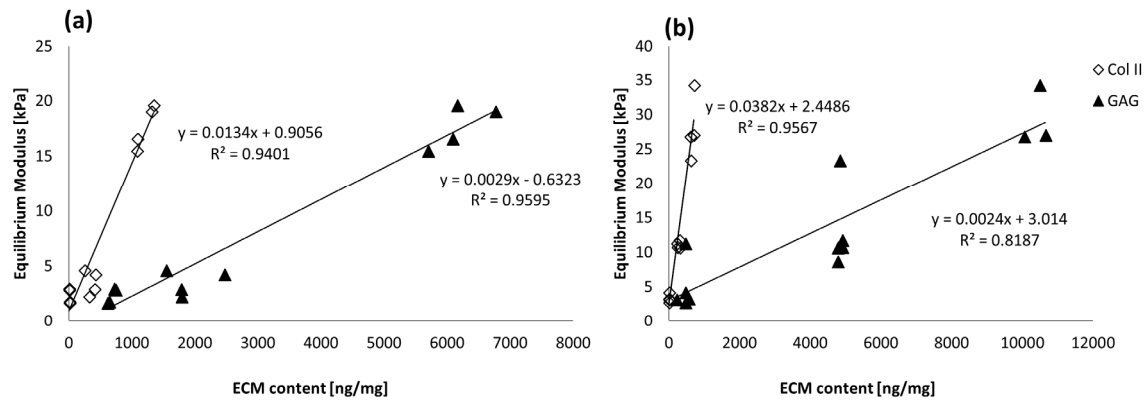 (a)
25
20
15
10
5
0
Equilibrium Modulus [kPa]
y = 0.0134x + 0.9056
R² = 0.9401
y = 0.0029x - 0.6323
R² = 0.9595
0 1000 2000 3000 4000 5000 6000 7000 8000
ECM content [ng/mg]
(b)
40
35
30
25
20
15
10
5
0
Equilibrium Modulus [kPa]
y = 0.0382x + 2.4486
R² = 0.9567
y = 0.0024x + 3.014
R² = 0.8187
0 2000 4000 6000 8000 10000 12000
ECM content [ng/mg]
Col II
GAG